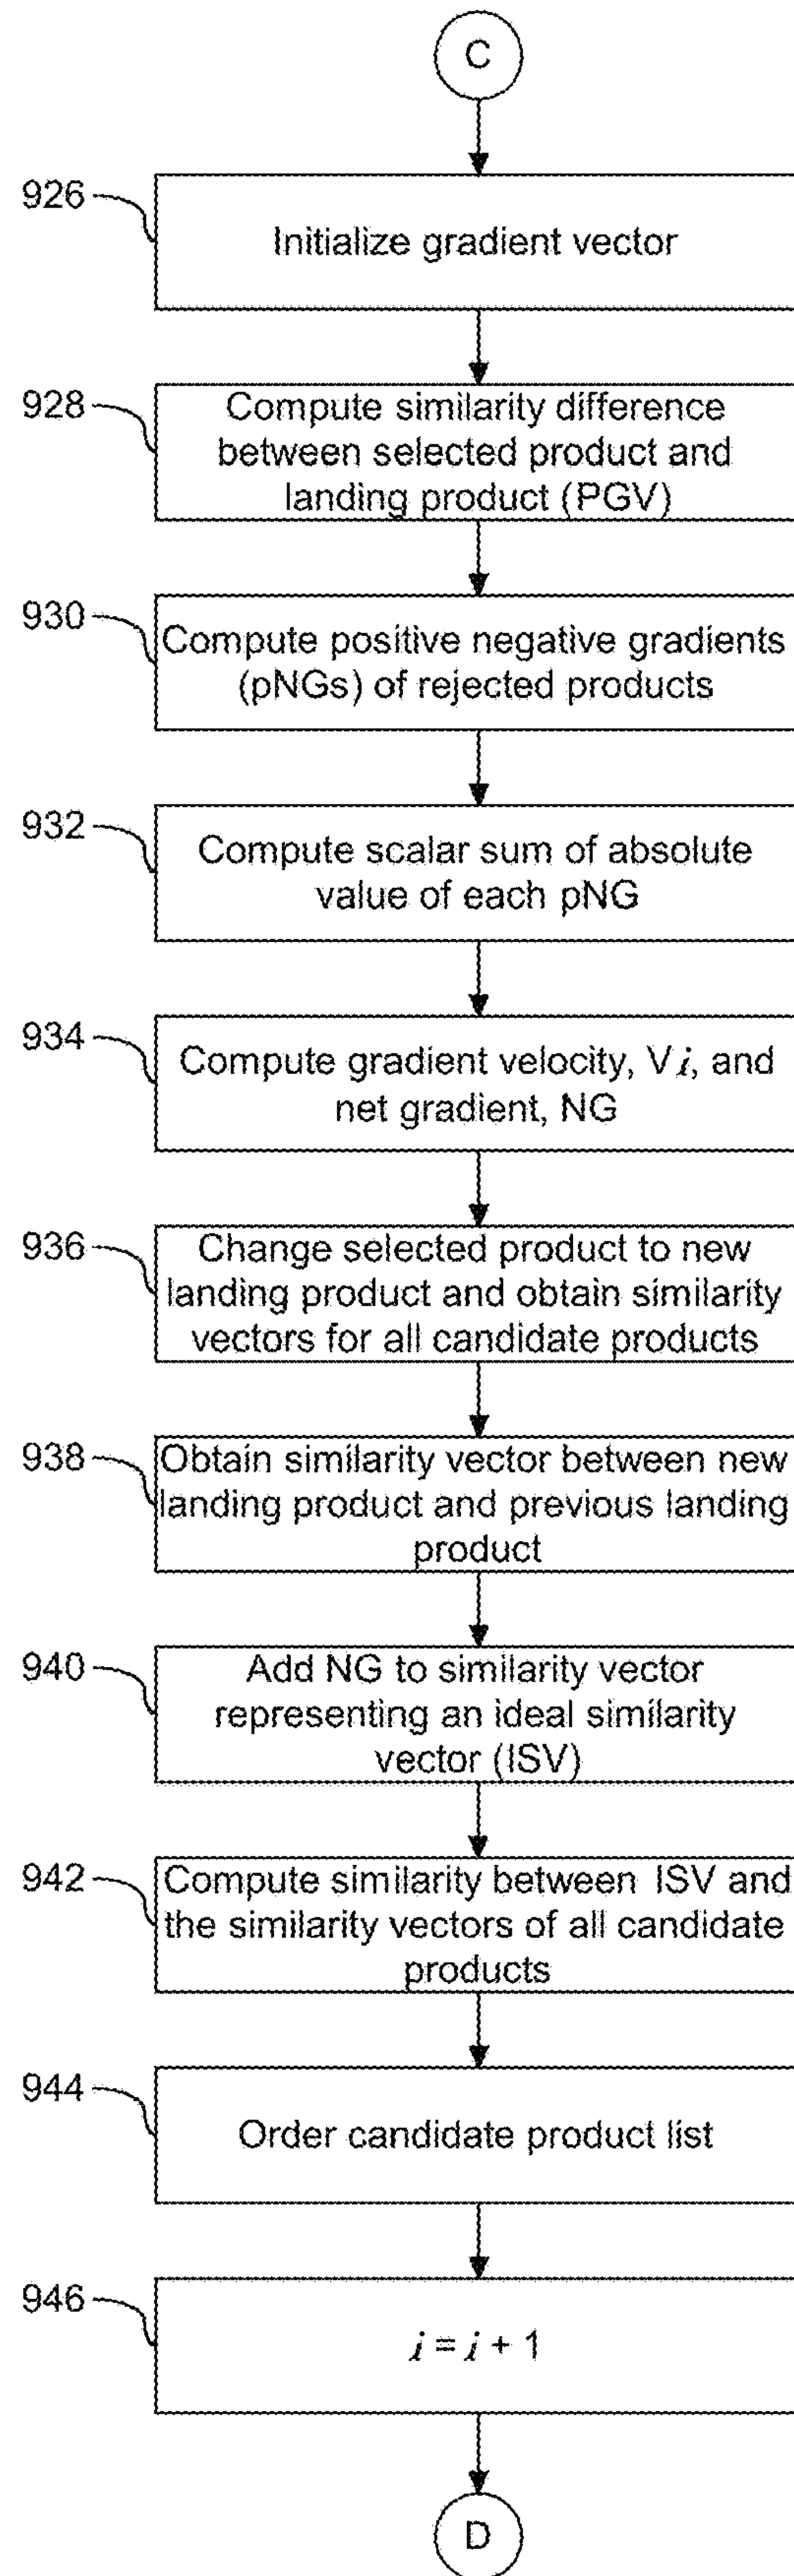 C
926
Initialize gradient vector
928
Compute similarity difference
between selected product and
landing product (PGV)
930
Compute positive negative gradients
(pNGs) of rejected products
932
Compute scalar sum of absolute
value of each pNG
934
Compute gradient velocity, Vi, and
net gradient, NG
936
Change selected product to new
landing product and obtain similarity
vectors for all candidate products
938
Obtain similarity vector between new
landing product and previous landing
product
940
Add NG to similarity vector
representing an ideal similarity
vector (ISV)
942
Compute similarity between ISV and
the similarity vectors of all candidate
products
944
Order candidate product list
946
i = i + 1
D